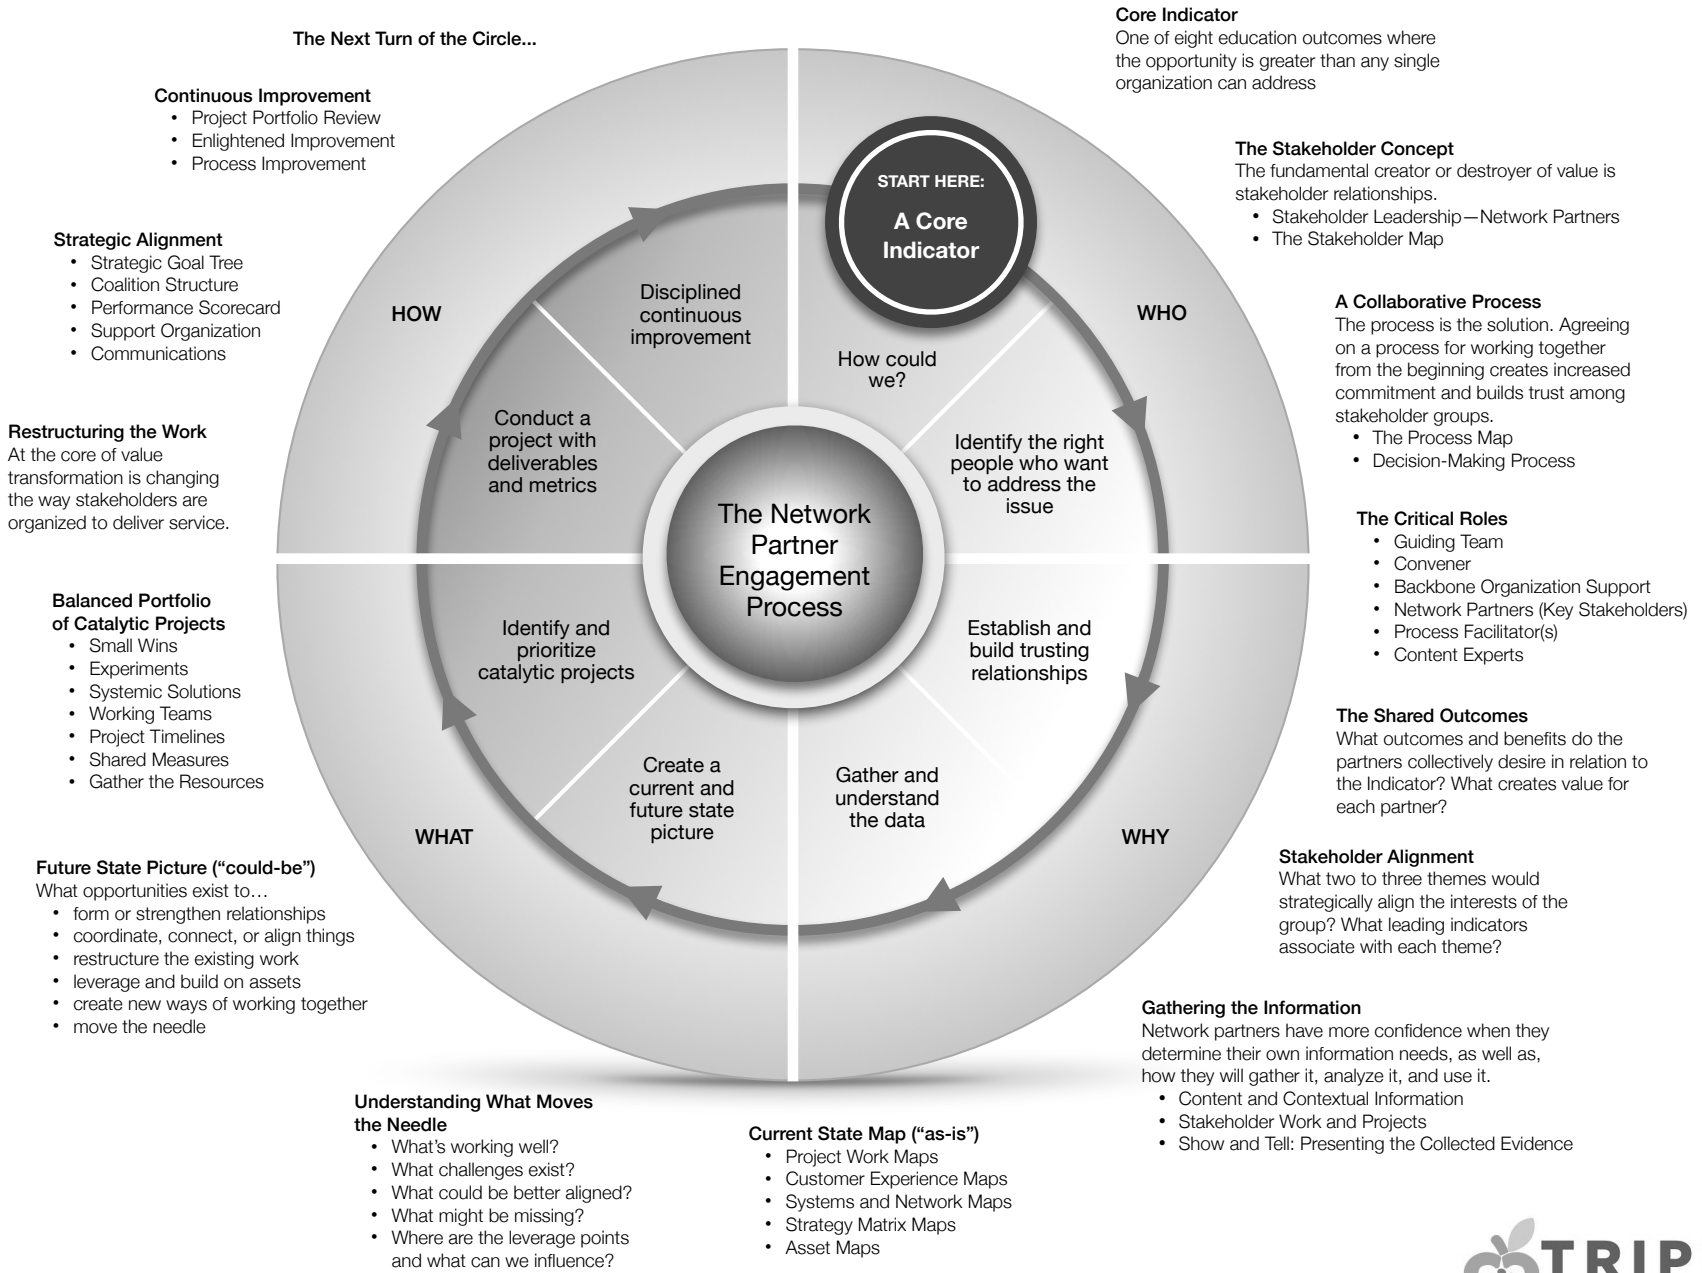 The Next Turn of the Circle...
Core Indicator
One of eight education outcomes where
the opportunity is greater than any single
organization can address
The Stakeholder Concept
The fundamental creator or destroyer of value is
stakeholder relationships.
• Stakeholder Leadership—Network Partners
• The Stakeholder Map
A Collaborative Process
The process is the solution. Agreeing
on a process for working together
from the beginning creates increased
commitment and builds trust among
stakeholder groups.
• The Process Map
• Decision-Making Process
The Critical Roles
• Guiding Team
• Convener
• Backbone Organization Support
• Network Partners (Key Stakeholders)
• Process Facilitator(s)
• Content Experts
The Shared Outcomes
What outcomes and benefits do the
partners collectively desire in relation to
the Indicator? What creates value for
each partner?
Stakeholder Alignment
What two to three themes would
strategically align the interests of the
group? What leading indicators
associate with each theme?
Gathering the Information
Network partners have more confidence when they
determine their own information needs, as well as,
how they will gather it, analyze it, and use it.
• Content and Contextual Information
• Stakeholder Work and Projects
• Show and Tell: Presenting the Collected Evidence
Current State Map (“as-is”)
• Project Work Maps
• Customer Experience Maps
• Systems and Network Maps
• Strategy Matrix Maps
• Asset Maps
Understanding What Moves
the Needle
• What’s working well?
• What challenges exist?
• What could be better aligned?
• What might be missing?
• Where are the leverage points
and what can we influence?
Future State Picture (“could-be”)
What opportunities exist to…
• form or strengthen relationships
• coordinate, connect, or align things
• restructure the existing work
• leverage and build on assets
• create new ways of working together
• move the needle
Balanced Portfolio
of Catalytic Projects
• Small Wins
• Experiments
• Systemic Solutions
• Working Teams
• Project Timelines
• Shared Measures
• Gather the Resources
Restructuring the Work
At the core of value
transformation is changing
the way stakeholders are
organized to deliver service.
Strategic Alignment
• Strategic Goal Tree
• Coalition Structure
• Performance Scorecard
• Support Organization
• Communications
Continuous Improvement
• Project Portfolio Review
• Enlightened Improvement
• Process Improvement
START HERE:
A Core
Indicator
WHO
WHY
WHAT
HOW
How could
we?
Identify the right
people who want
to address the
issue
Establish and
build trusting
relationships
Gather and
understand
the data
Create a
current and
future state
picture
Identify and
prioritize
catalytic projects
Conduct a
project with
deliverables
and metrics
Disciplined
continuous
improvement
The Network
Partner
Engagement
Process
TRIP